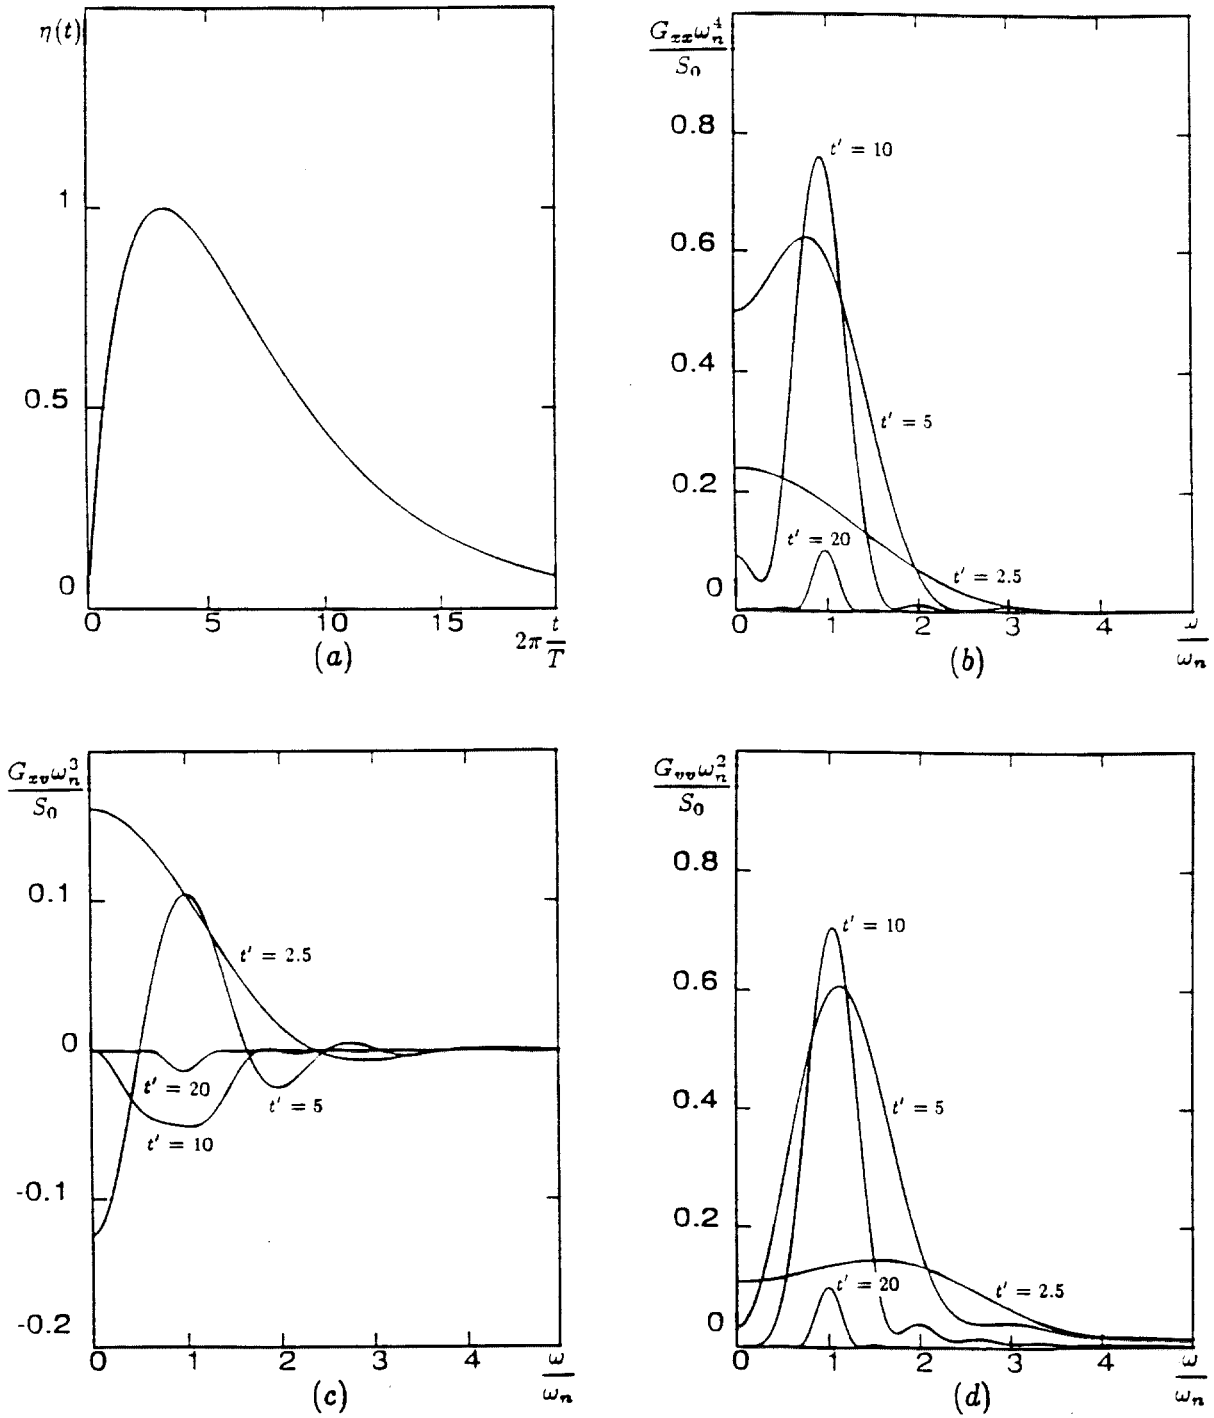 η(t)
1
0.5
0
0 5 10 15
2π t/T
(a)
G_xx ω_n^4 / S_0
0.8
0.6
0.4
0.2
0
t' = 10
t' = 5
t' = 20
t' = 2.5
0 1 2 3 4
ω/ω_n
(b)
G_xv ω_n^3 / S_0
0.1
0
-0.1
-0.2
t' = 2.5
t' = 20
t' = 5
t' = 10
0 1 2 3 4
ω/ω_n
(c)
G_vv ω_n^2 / S_0
0.8
0.6
0.4
0.2
0
t' = 10
t' = 5
t' = 20
t' = 2.5
0 1 2 3 4
ω/ω_n
(d)